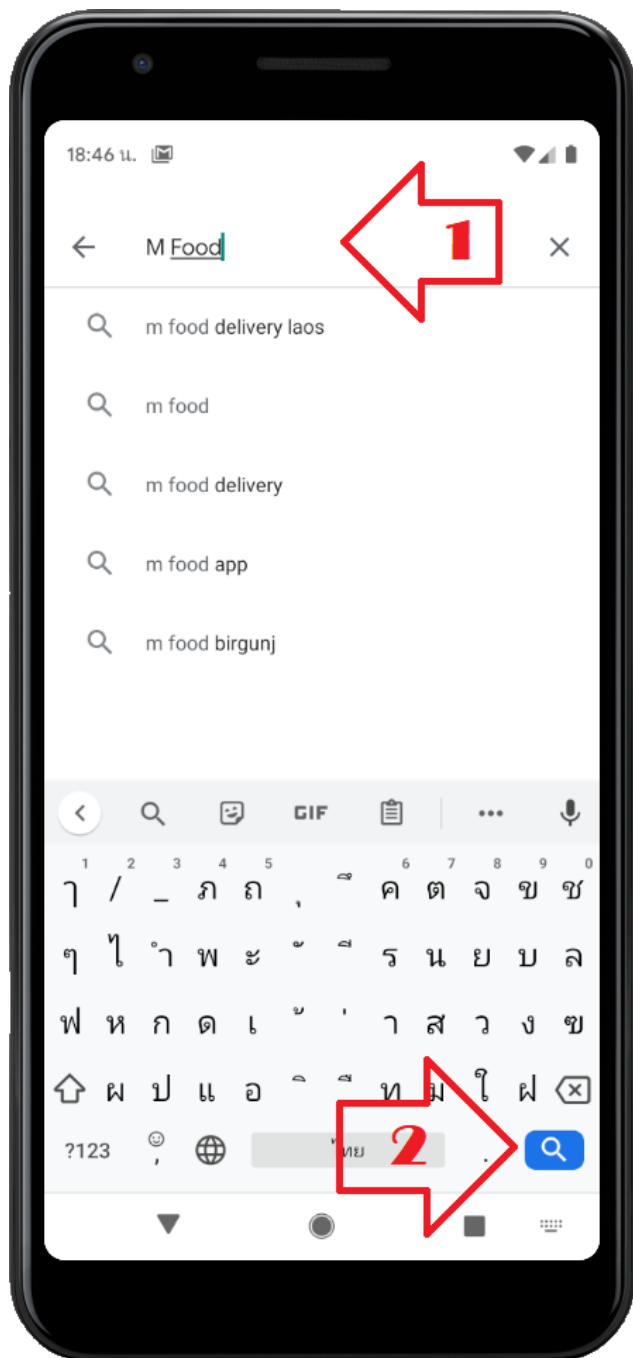 18:46 น.
M Food
1
m food delivery laos
m food
m food delivery
m food app
m food birgunj
GIF
1 2 3 4 5 6 7 8 9 0
ๅ / _ ภ ถ ุ ึ ค ต จ ข ช
ๆ ไ ำ พ ะ ั ี ร น ย บ ล
ฟ ห ก ด เ ้ ่ า ส ว ง ฃ
ผ ป แ อ ิ ื ท ม ใ ฝ
?123 , ไทย .
2